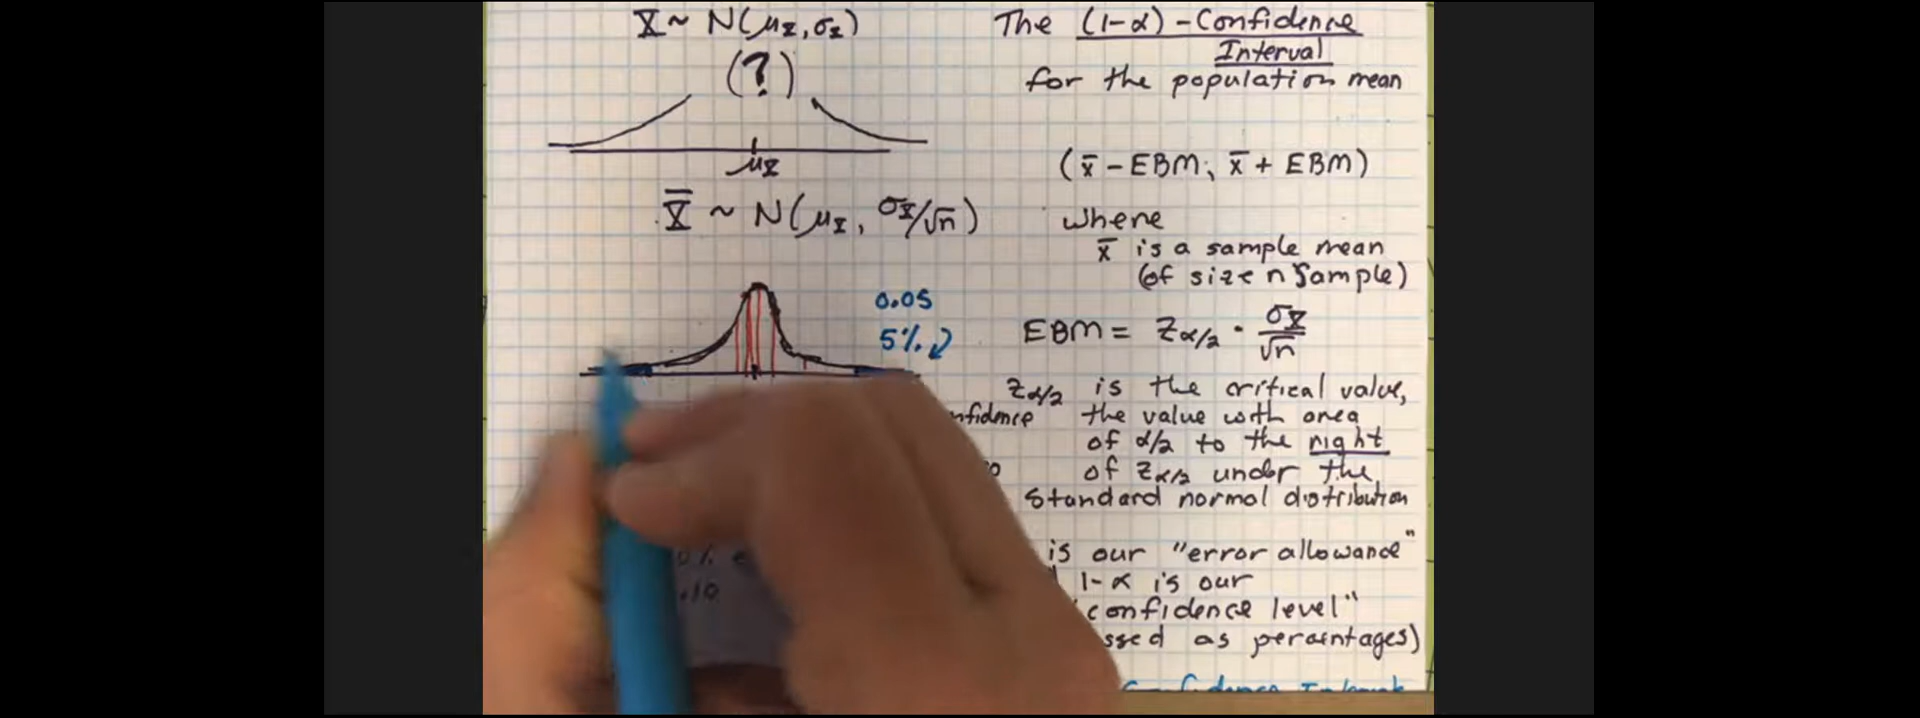 X ~ N(μX, σX)
(?)
μX
X̄ ~ N(μX, σX/√n)
0.05
5%
The (1-α)-Confidence
Interval
for the population mean
(x̄ - EBM, x̄ + EBM)
where
x̄ is a sample mean
(of size n sample)
EBM = Zα/2 · σX/√n
Zα/2 is the critical value,
the value with area
of α/2 to the right
of Zα/2 under the
standard normal distribution
is our "error allowance"
1-α is our
confidence level"
as percentages)